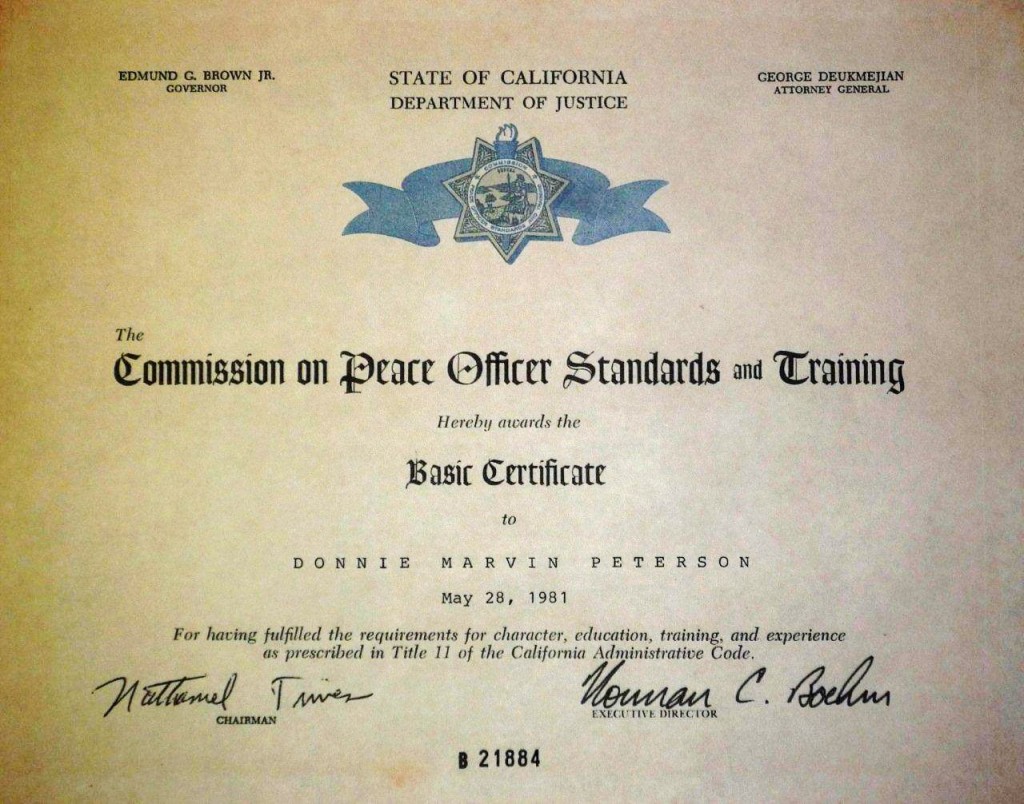 EDMUND G. BROWN JR.
GOVERNOR
STATE OF CALIFORNIA
DEPARTMENT OF JUSTICE
GEORGE DEUKMEJIAN
ATTORNEY GENERAL
The
Commission on Peace Officer Standards and Training
Hereby awards the
Basic Certificate
to
DONNIE MARVIN PETERSON
May 28, 1981
For having fulfilled the requirements for character, education, training, and experience
as prescribed in Title 11 of the California Administrative Code.
Nathaniel
CHAIRMAN
Norman C. Boehm
EXECUTIVE DIRECTOR
B 21884